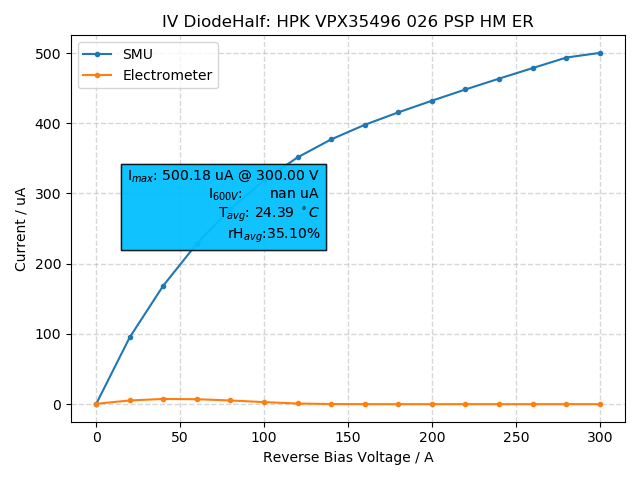 IV DiodeHalf: HPK VPX35496 026 PSP HM ER
SMU
Electrometer
I_max: 500.18 uA @ 300.00 V
I_600V: nan uA
T_avg: 24.39 °C
rH_avg:35.10%
Current / uA
500
400
300
200
100
0
0 50 100 150 200 250 300
Reverse Bias Voltage / A